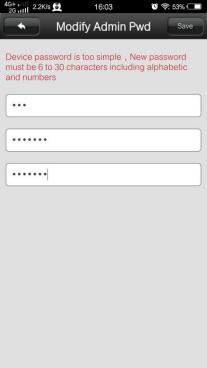 4G+
2G 2.2K/s 16:03 53%
Modify Admin Pwd Save
Device password is too simple , New password
must be 6 to 30 characters including alphabetic
and numbers
•••
•••••••
•••••••